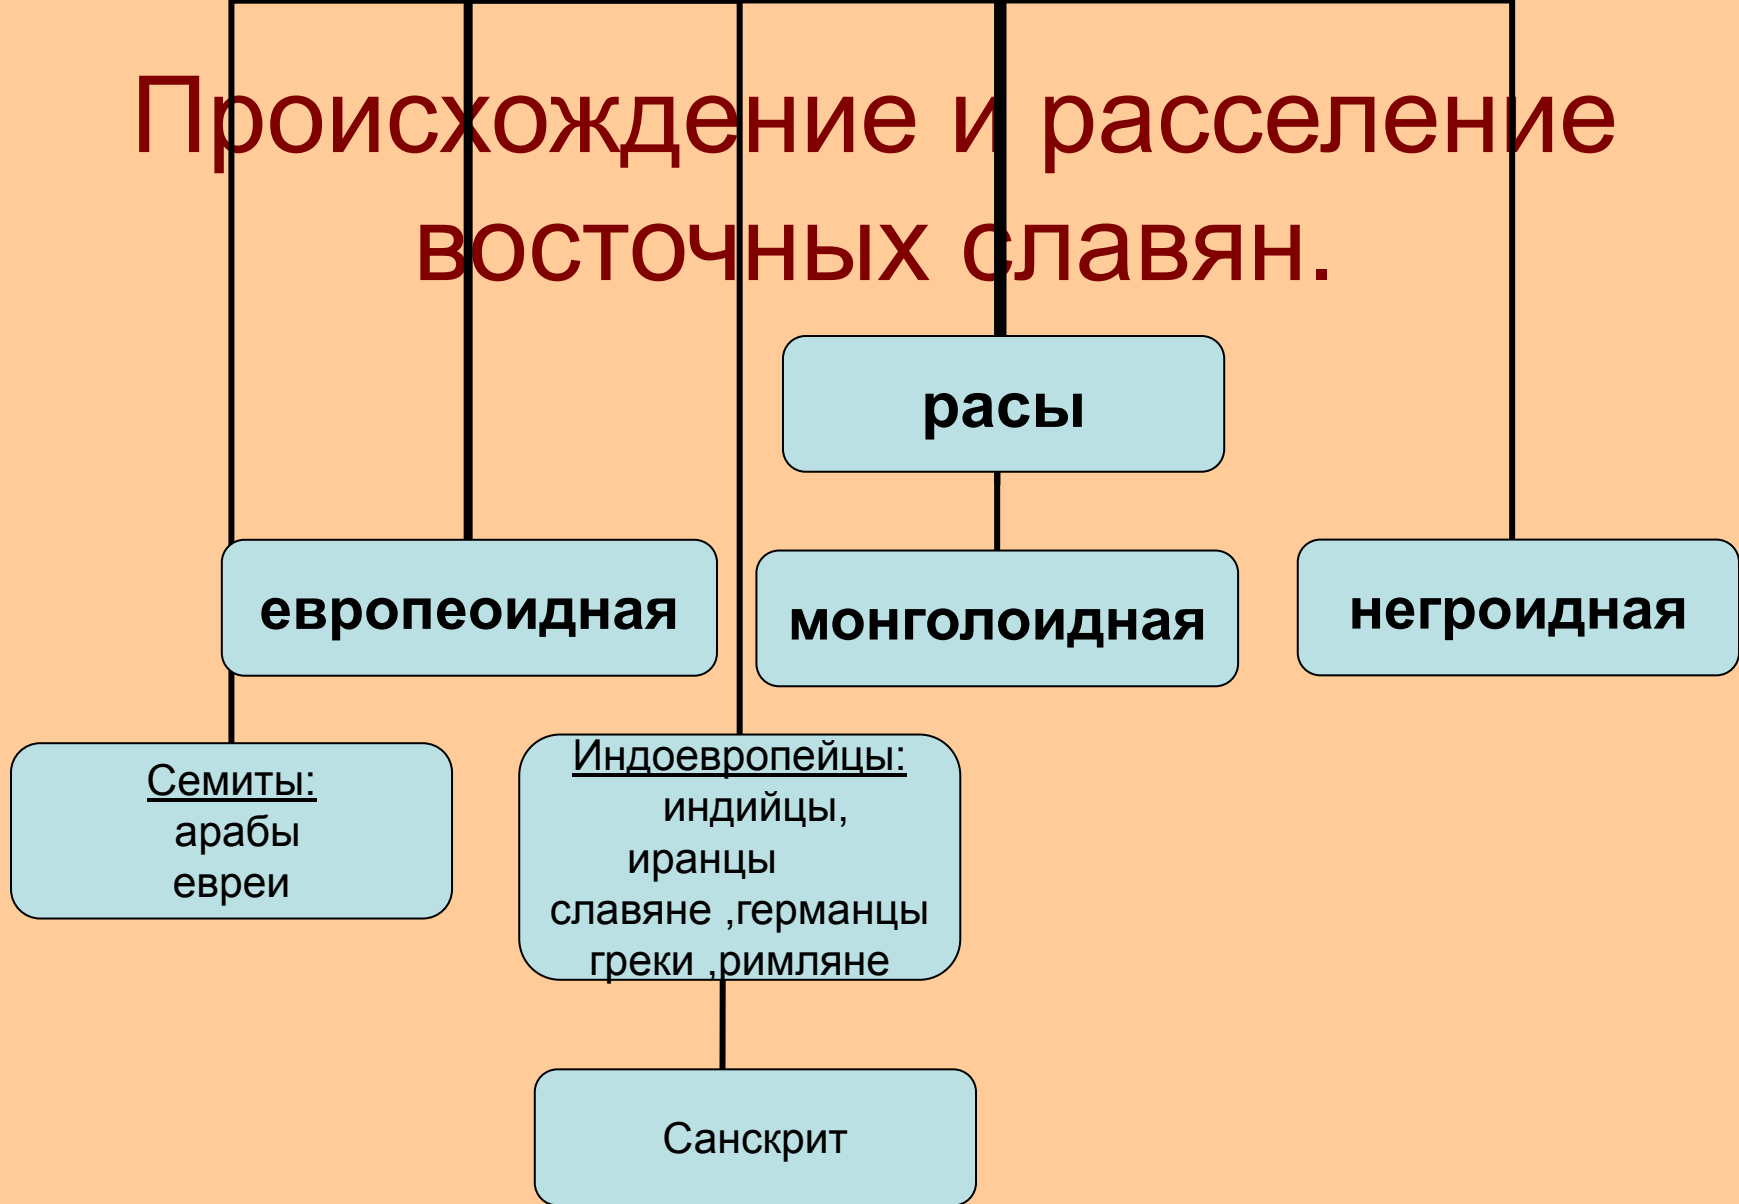 Происхождение и расселение
восточных славян.
расы
европеоидная
монголоидная
негроидная
Семиты:
арабы
евреи
Индоевропейцы:
индийцы,
иранцы
славяне ,германцы
греки ,римляне
Санскрит